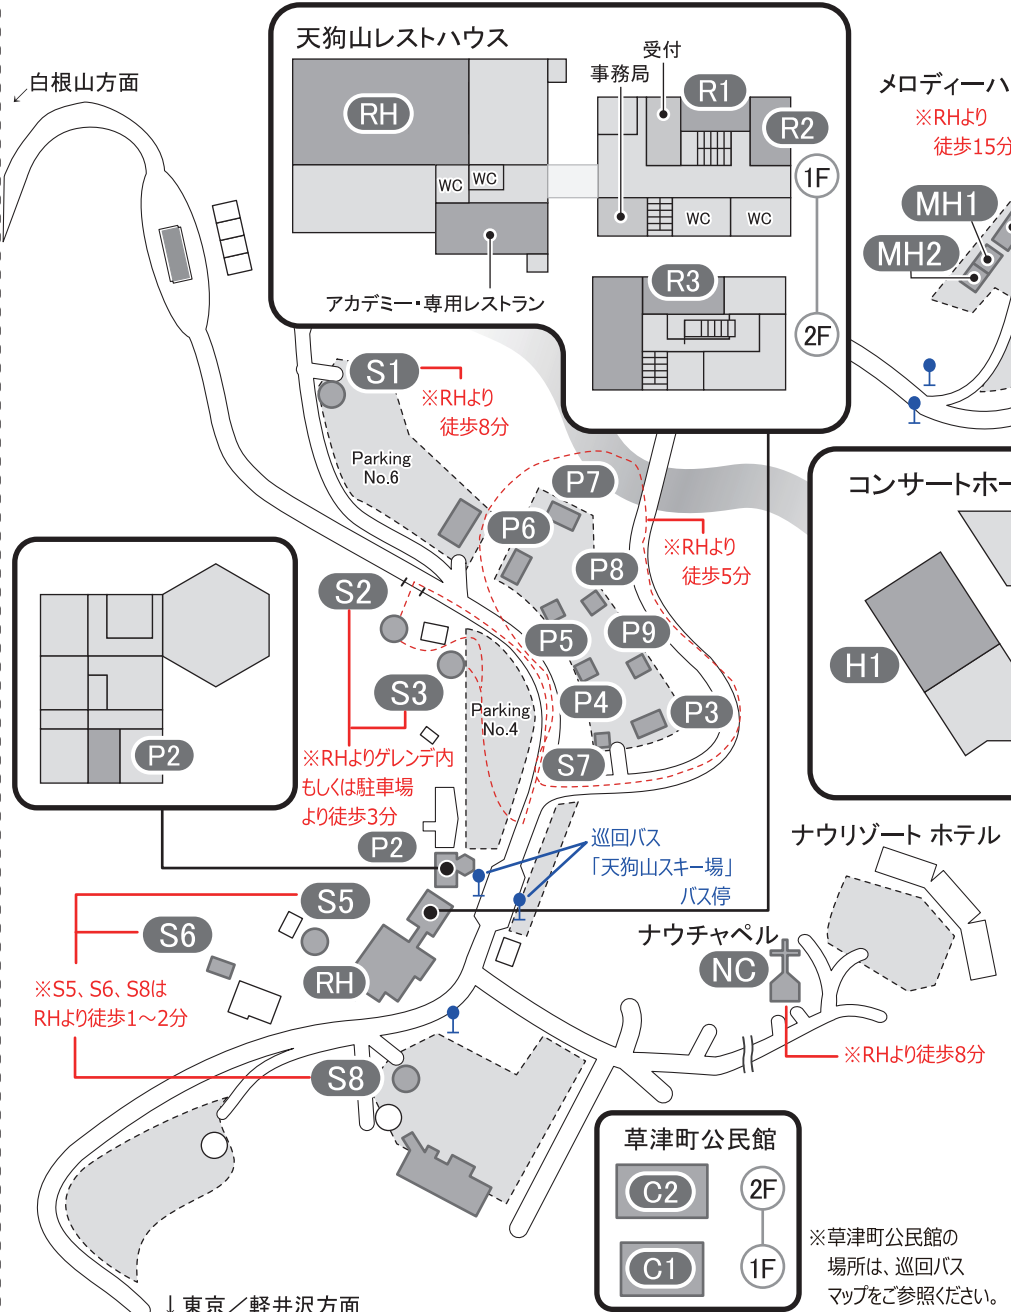 天狗山レストハウス
受付
事務局
RH
R1
R2
WC
WC
WC
WC
1F
アカデミー・専用レストラン
R3
2F
↙白根山方面
メロディーハ
※RHより
徒歩15分
MH1
MH2
S1
※RHより
徒歩8分
Parking
No.6
P7
P6
※RHより
徒歩5分
P8
P5
P9
P4
P3
S7
コンサートホー
H1
S2
S3
Parking
No.4
※RHよりゲレンデ内
もしくは駐車場
より徒歩3分
P2
P2
巡回バス
「天狗山スキー場」
バス停
ナウリゾート ホテル
ナウチャペル
NC
※RHより徒歩8分
S5
S6
RH
※S5、S6、S8は
RHより徒歩1～2分
S8
草津町公民館
C2
2F
C1
1F
※草津町公民館の
場所は、巡回バス
マップをご参照ください。
↓東京／軽井沢方面